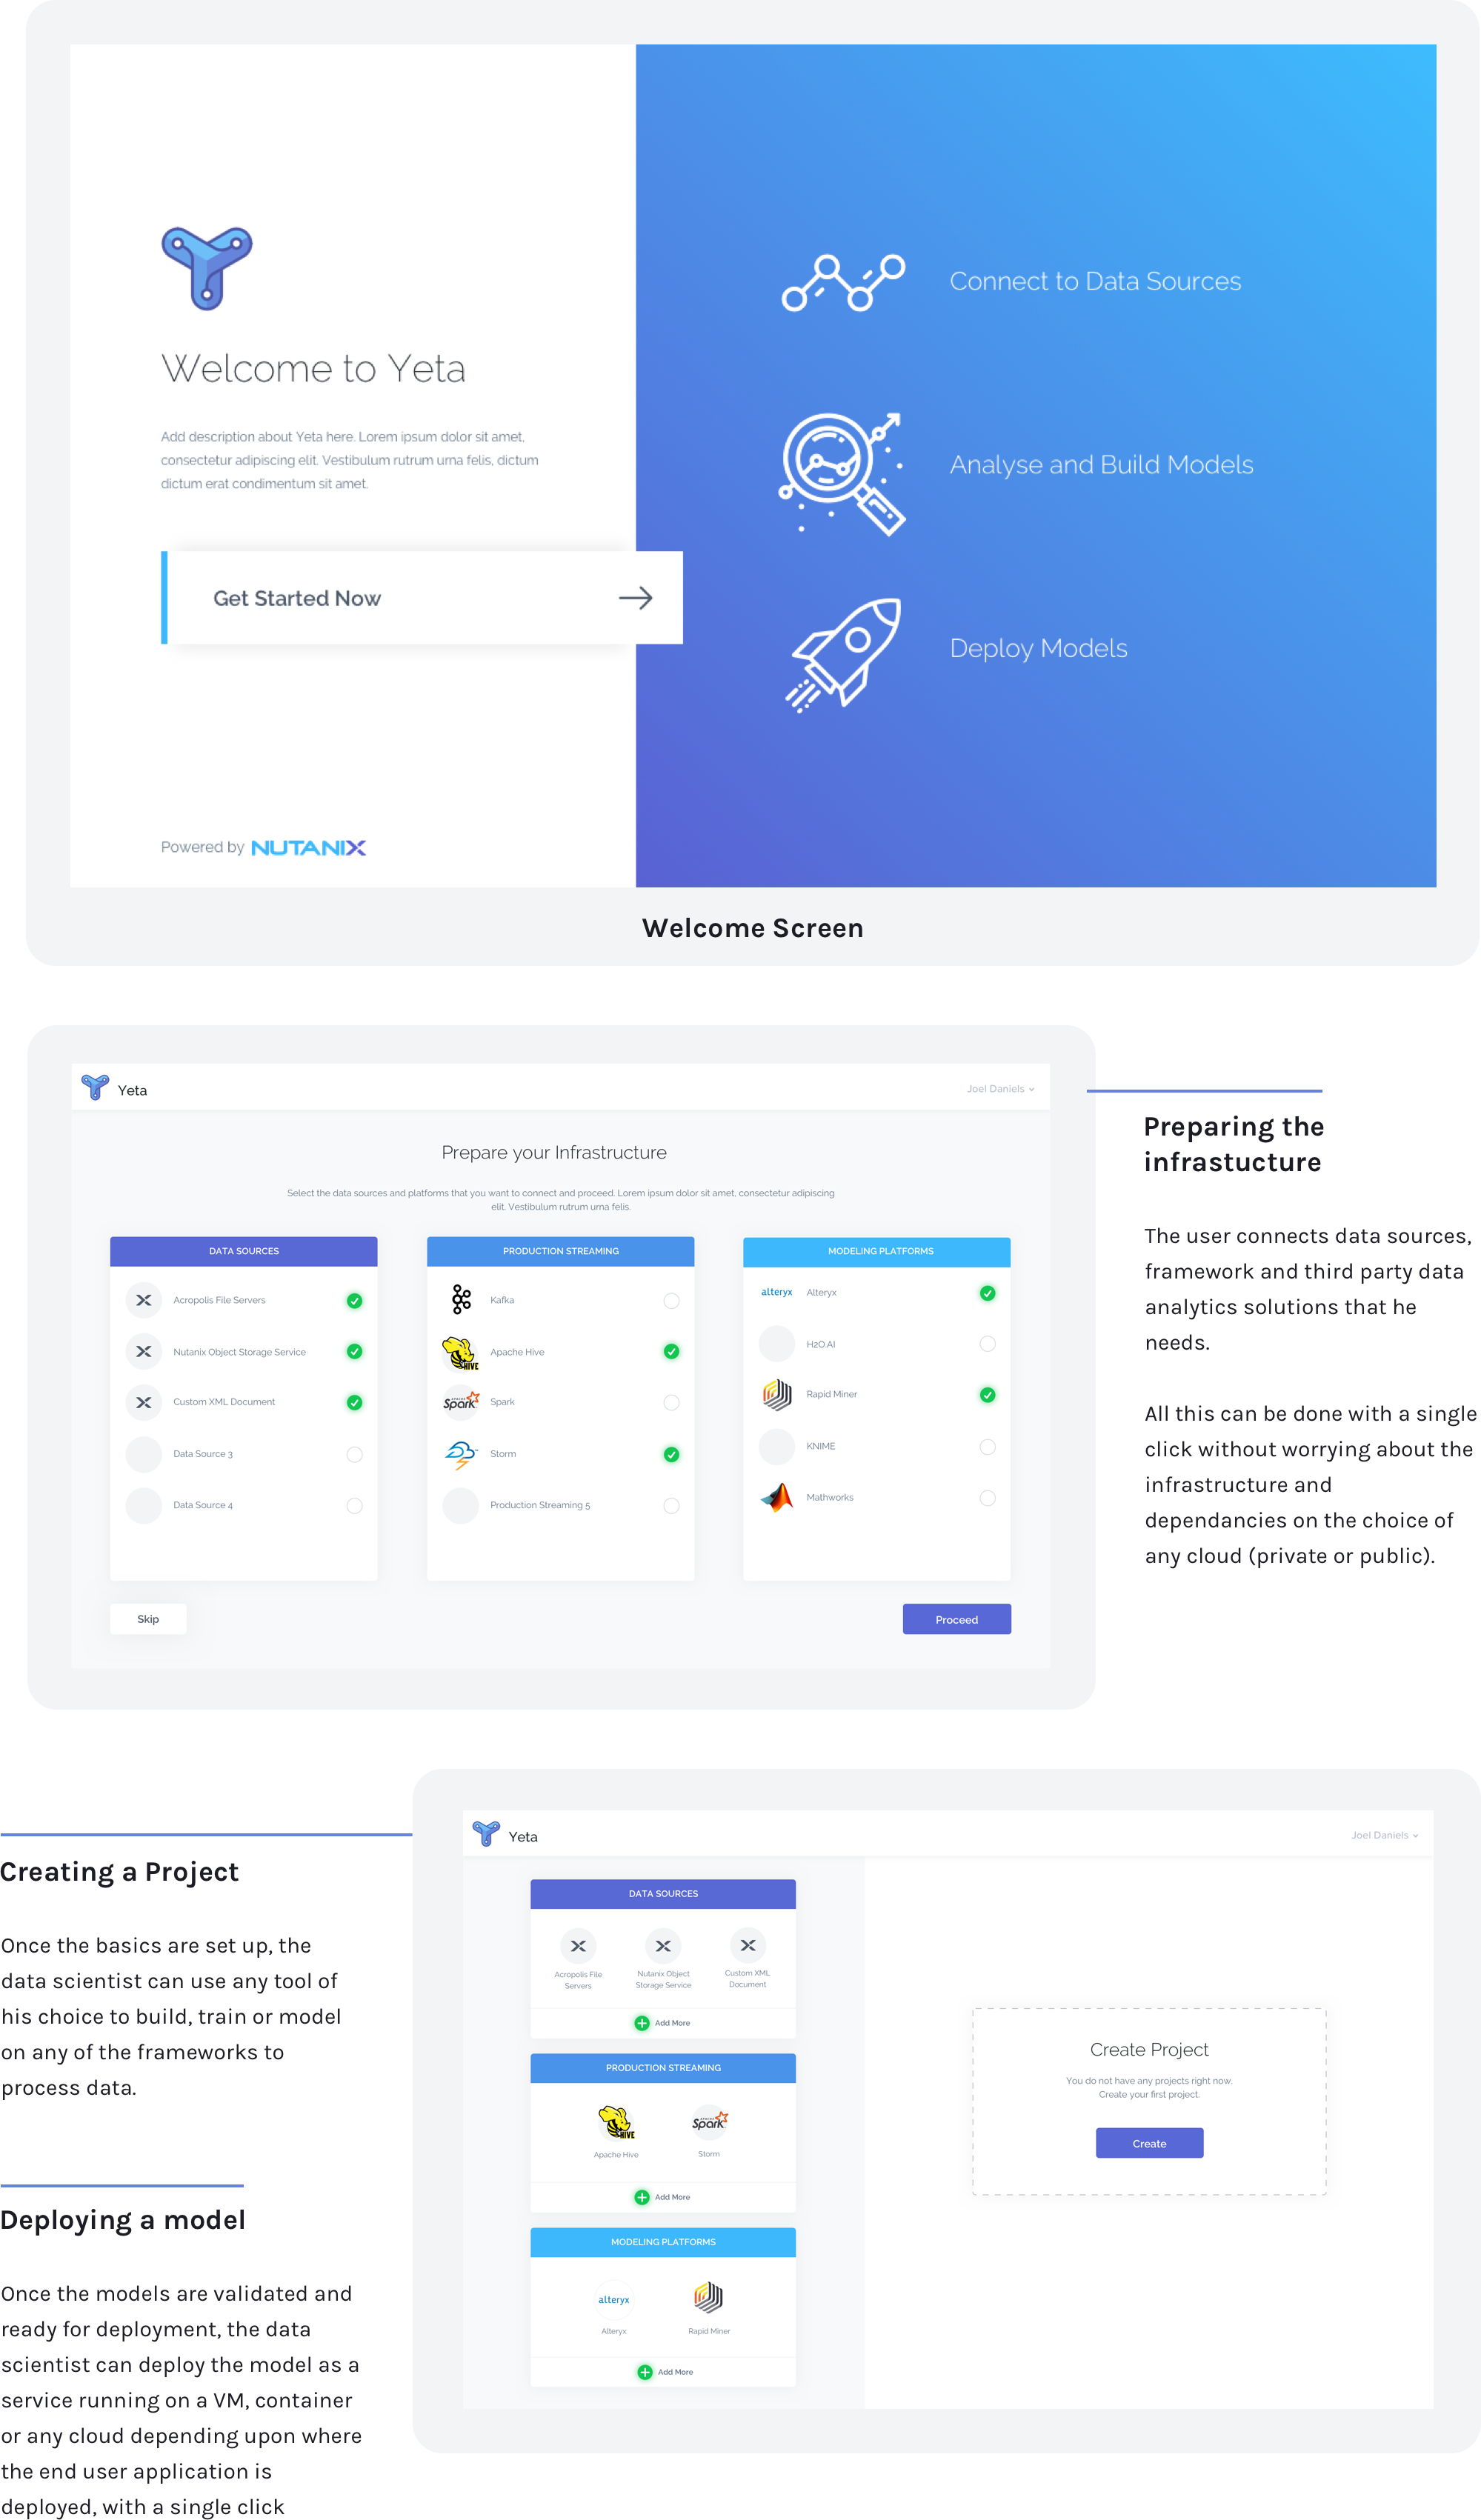 Welcome to Yeta
Add description about Yeta here. Lorem ipsum dolor sit amet,
consectetur adipiscing elit. Vestibulum rutrum urna felis, dictum
dictum erat condimentum sit amet.
Get Started Now
Powered by NUTANIX
Connect to Data Sources
Analyse and Build Models
Deploy Models
Welcome Screen
Yeta
Joel Daniels
Prepare your Infrastructure
Select the data sources and platforms that you want to connect and proceed. Lorem ipsum dolor sit amet, consectetur adipiscing
elit. Vestibulum rutrum urna felis.
DATA SOURCES
Acropolis File Servers
Nutanix Object Storage Service
Custom XML Document
Data Source 3
Data Source 4
PRODUCTION STREAMING
Kafka
HIVE
Apache Hive
APACHE
Spark
Spark
Storm
Production Streaming 5
MODELING PLATFORMS
alteryx
Alteryx
H2O.AI
Rapid Miner
KNIME
Mathworks
Skip
Proceed
Preparing the
infrastucture
The user connects data sources,
framework and third party data
analytics solutions that he
needs.
All this can be done with a single
click without worrying about the
infrastructure and
dependancies on the choice of
any cloud (private or public).
Creating a Project
Once the basics are set up, the
data scientist can use any tool of
his choice to build, train or model
on any of the frameworks to
process data.
Deploying a model
Once the models are validated and
ready for deployment, the data
scientist can deploy the model as a
service running on a VM, container
or any cloud depending upon where
the end user application is
deployed, with a single click
Yeta
Joel Daniels
DATA SOURCES
Acropolis File
Servers
Nutanix Object
Storage Service
Custom XML
Document
Add More
PRODUCTION STREAMING
HIVE
Apache Hive
APACHE
Spark
Storm
Add More
MODELING PLATFORMS
alteryx
Alteryx
Rapid Miner
Add More
Create Project
You do not have any projects right now.
Create your first project.
Create